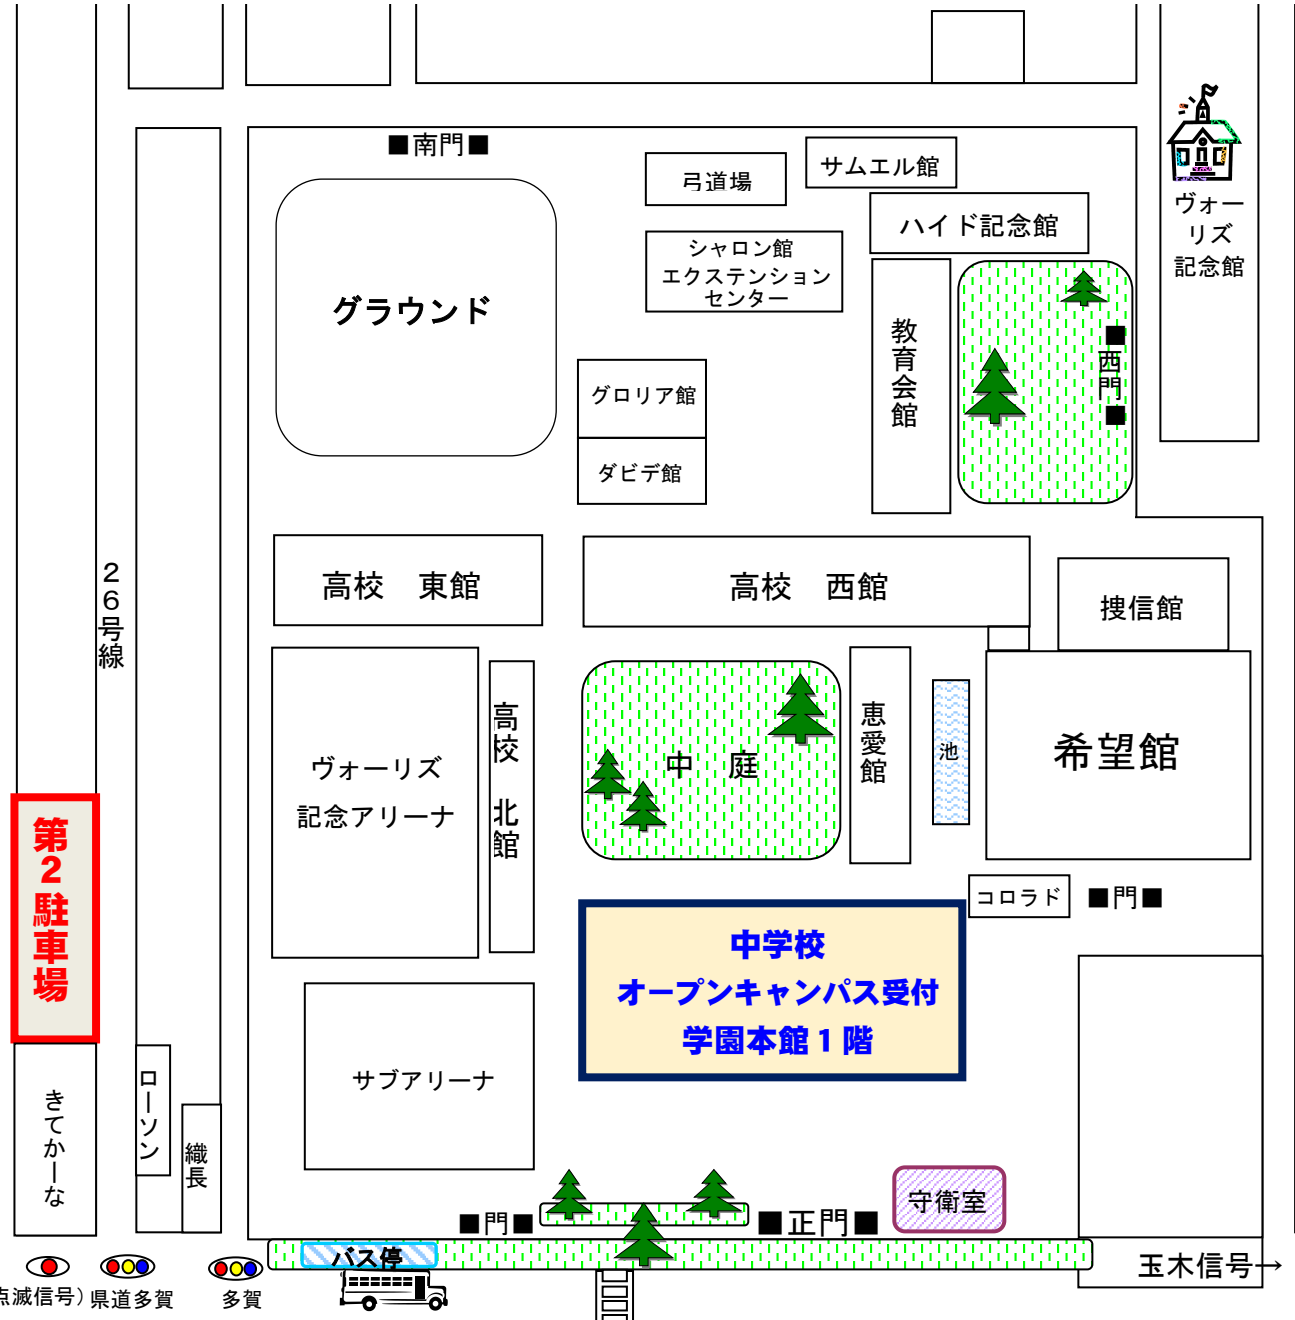 ■南門■
弓道場
サムエル館
ハイド記念館
ヴォー
リズ
記念館
シャロン館
エクステンション
センター
グラウンド
教育会館
■西門■
グロリア館
ダビデ館
26号線
高校 東館
高校 西館
捜信館
ヴォーリズ
記念アリーナ
高校 北館
中 庭
恵愛館
池
希望館
コロラド
■門■
第2駐車場
中学校
オープンキャンパス受付
学園本館1階
サブアリーナ
きてかーな
ローソン
織長
守衛室
■門■
■正門■
バス停
玉木信号→
点滅信号)
県道多賀
多賀